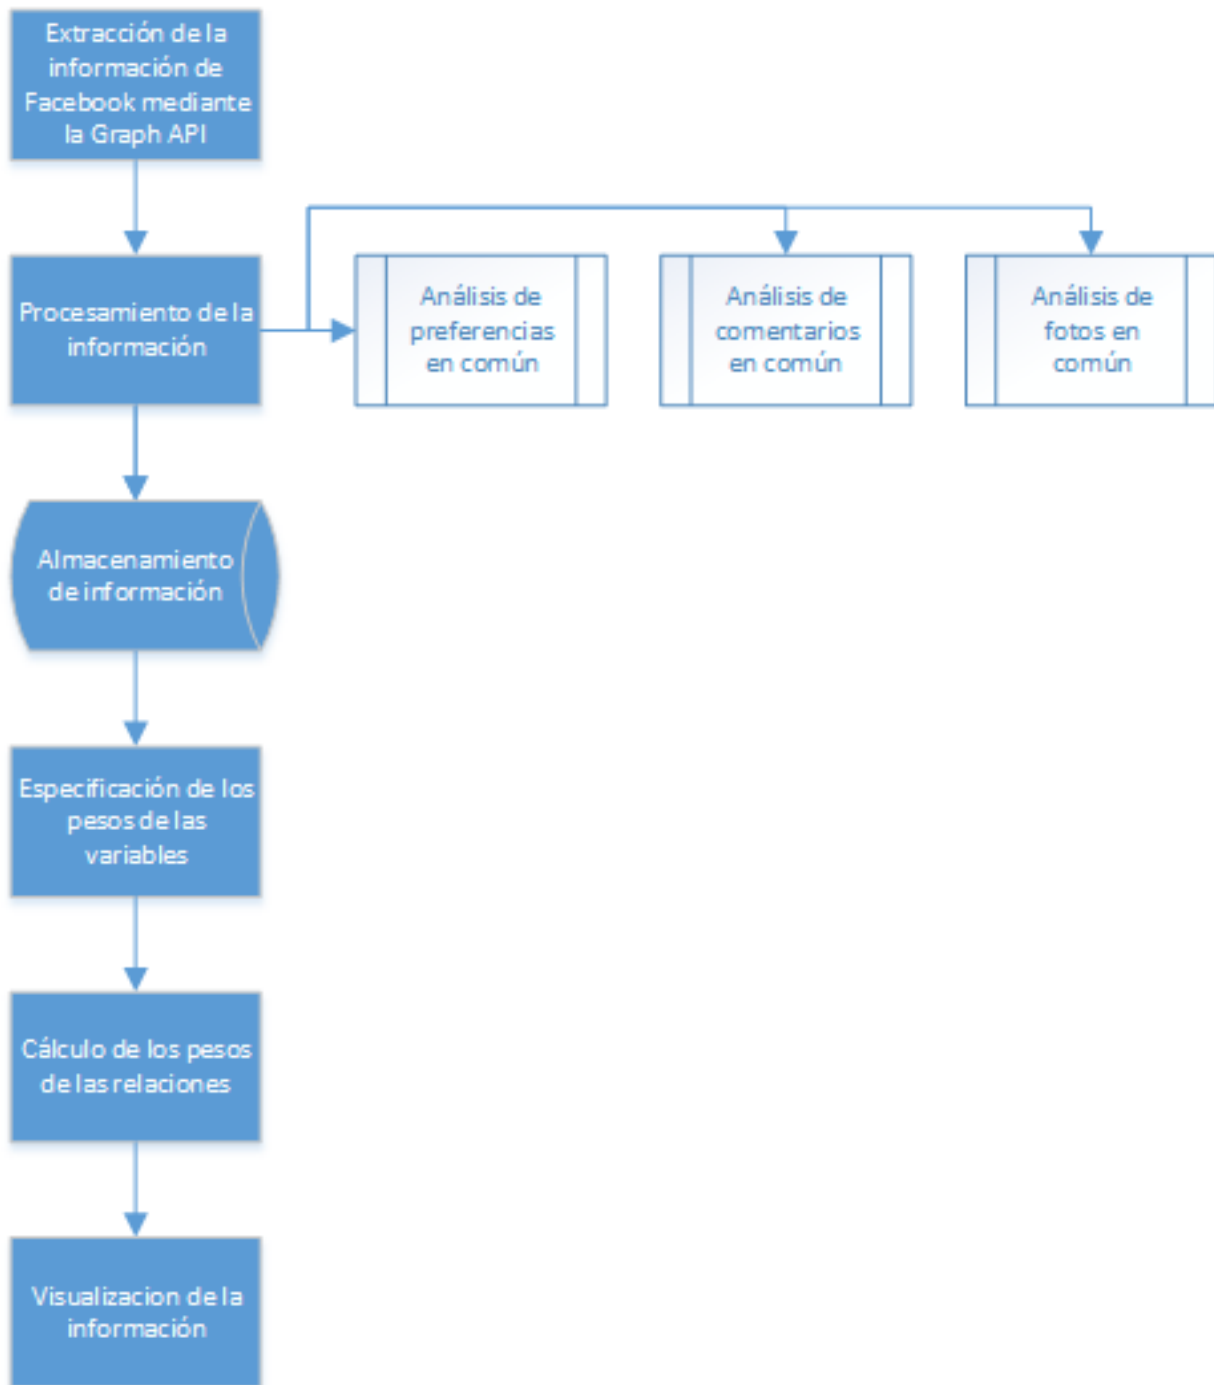 Extracción de la
información de
Facebook mediante
la Graph API
Procesamiento de la
información
Análisis de
preferencias
en común
Análisis de
comentarios
en común
Análisis de
fotos en
común
Almacenamiento
de información
Especificación de los
pesos de las
variables
Cálculo de los pesos
de las relaciones
Visualizacion de la
información